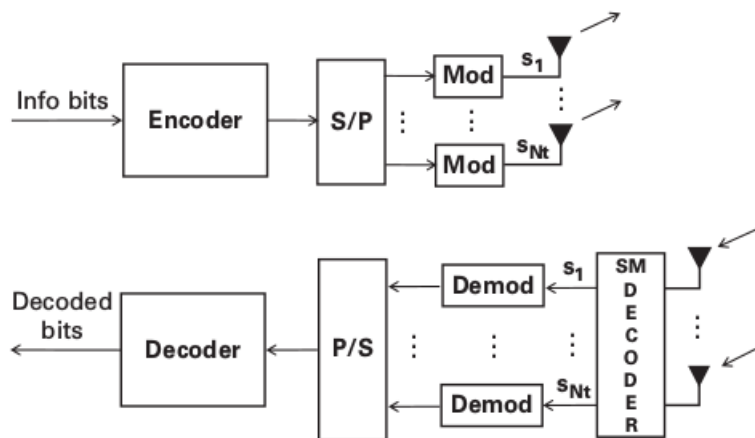 Info bits
Encoder
S/P
Mod
s1
Mod
sNt
Decoded
bits
Decoder
P/S
Demod
s1
Demod
sNt
SM
D
E
C
O
D
E
R